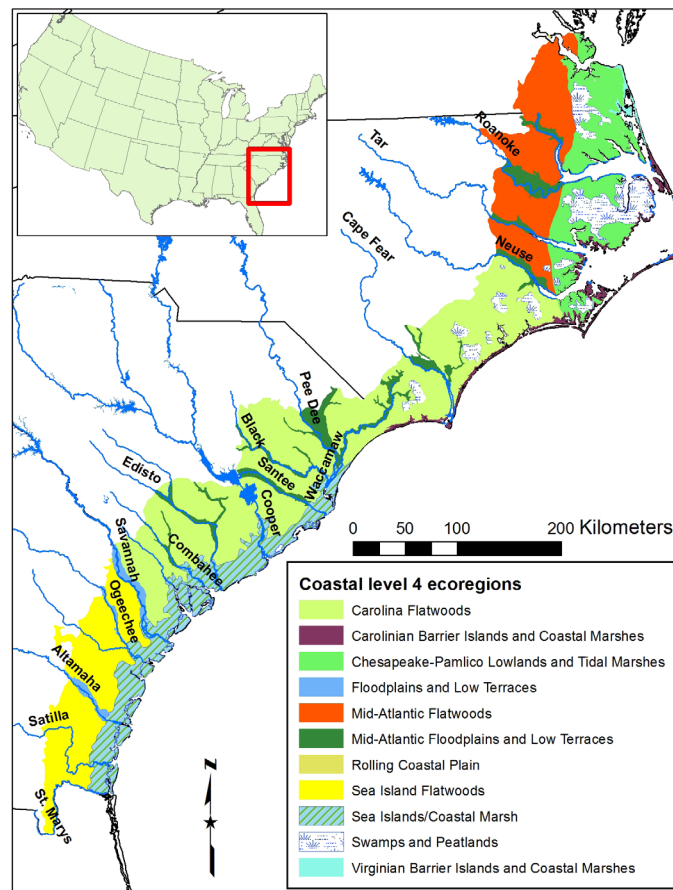 Roanoke
Tar
Cape Fear
Neuse
Pee Dee
Black
Santee
Waccamaw
Edisto
Cooper
Combahee
Savannah
Ogeechee
Altamaha
Satilla
St. Marys
N
0 50 100 200 Kilometers
Coastal level 4 ecoregions
Carolina Flatwoods
Carolinian Barrier Islands and Coastal Marshes
Chesapeake-Pamlico Lowlands and Tidal Marshes
Floodplains and Low Terraces
Mid-Atlantic Flatwoods
Mid-Atlantic Floodplains and Low Terraces
Rolling Coastal Plain
Sea Island Flatwoods
Sea Islands/Coastal Marsh
Swamps and Peatlands
Virginian Barrier Islands and Coastal Marshes